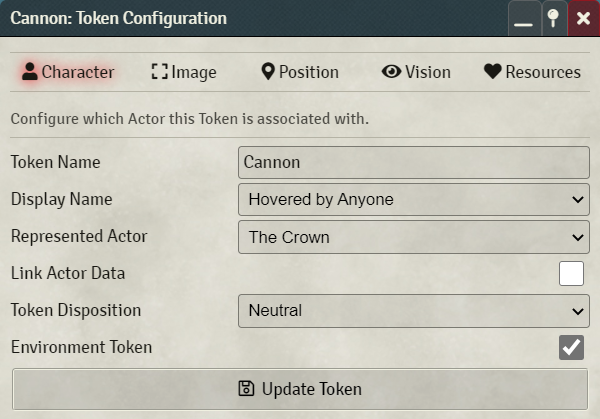 Cannon: Token Configuration
Character Image Position Vision Resources
Configure which Actor this Token is associated with.
Token Name Cannon
Display Name Hovered by Anyone
Represented Actor The Crown
Link Actor Data
Token Disposition Neutral
Environment Token
Update Token